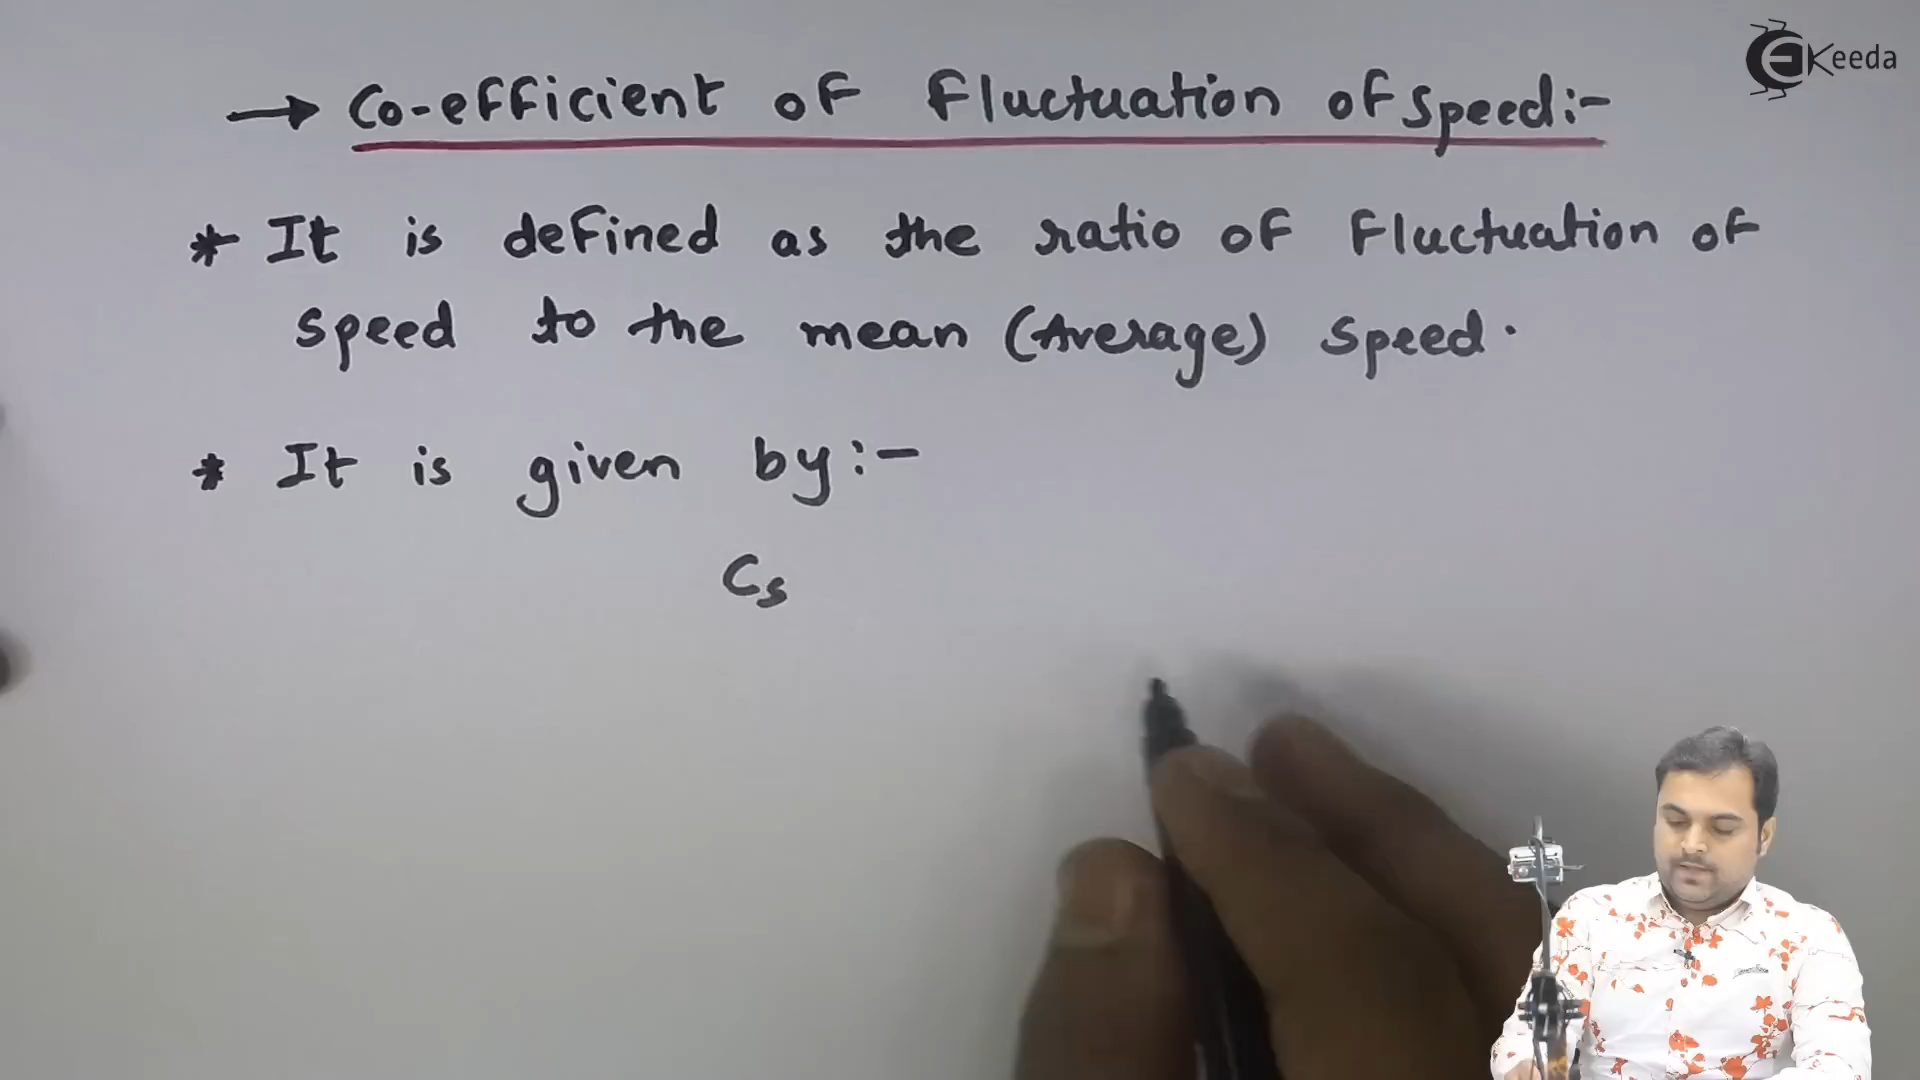 Keeda
→ Co-efficient of Fluctuation of speed:-
* It is defined as the ratio of Fluctuation of
speed to the mean (Average) speed.
* It is given by:-
Cs